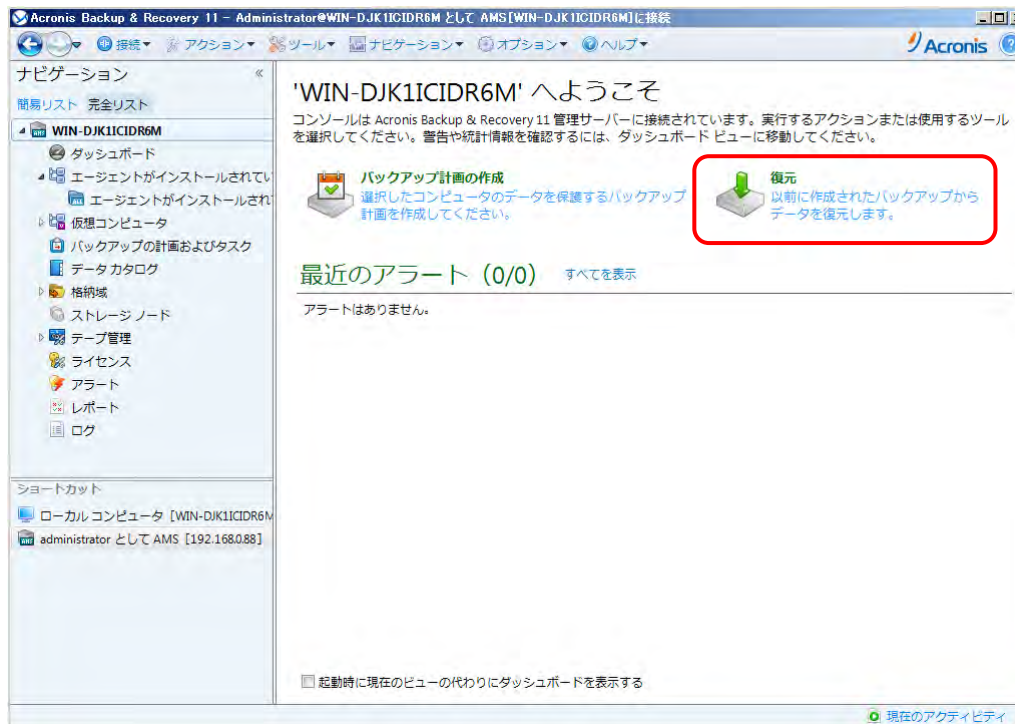 Acronis Backup & Recovery 11 - Administrator@WIN-DJK1ICIDR6M として AMS[WIN-DJK1ICIDR6M]に接続
接続 アクション ツール ナビゲーション オプション ヘルプ
Acronis
ナビゲーション
簡易リスト 完全リスト
WIN-DJK1ICIDR6M
ダッシュボード
エージェントがインストールされてい
エージェントがインストールされ
仮想コンピュータ
バックアップの計画およびタスク
データ カタログ
格納域
ストレージ ノード
テープ管理
ライセンス
アラート
レポート
ログ
ショートカット
ローカル コンピュータ [WIN-DJK1ICIDR6M
administrator として AMS [192.168.0.88]
'WIN-DJK1ICIDR6M' へようこそ
コンソールは Acronis Backup & Recovery 11 管理サーバーに接続されています。実行するアクションまたは使用するツール
を選択してください。警告や統計情報を確認するには、ダッシュボード ビューに移動してください。
バックアップ計画の作成
選択したコンピュータのデータを保護するバックアップ
計画を作成してください。
復元
以前に作成されたバックアップから
データを復元します。
最近のアラート (0/0) すべてを表示
アラートはありません。
起動時に現在のビューの代わりにダッシュボードを表示する
現在のアクティビティ